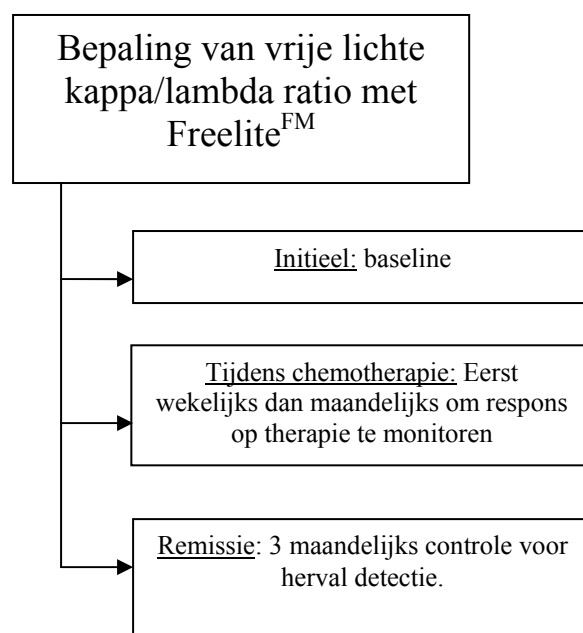 Bepaling van vrije lichte
kappa/lambda ratio met
Freelite^FM
Initieel: baseline
Tijdens chemotherapie: Eerst
wekelijks dan maandelijks om respons
op therapie te monitoren
Remissie: 3 maandelijks controle voor
herval detectie.